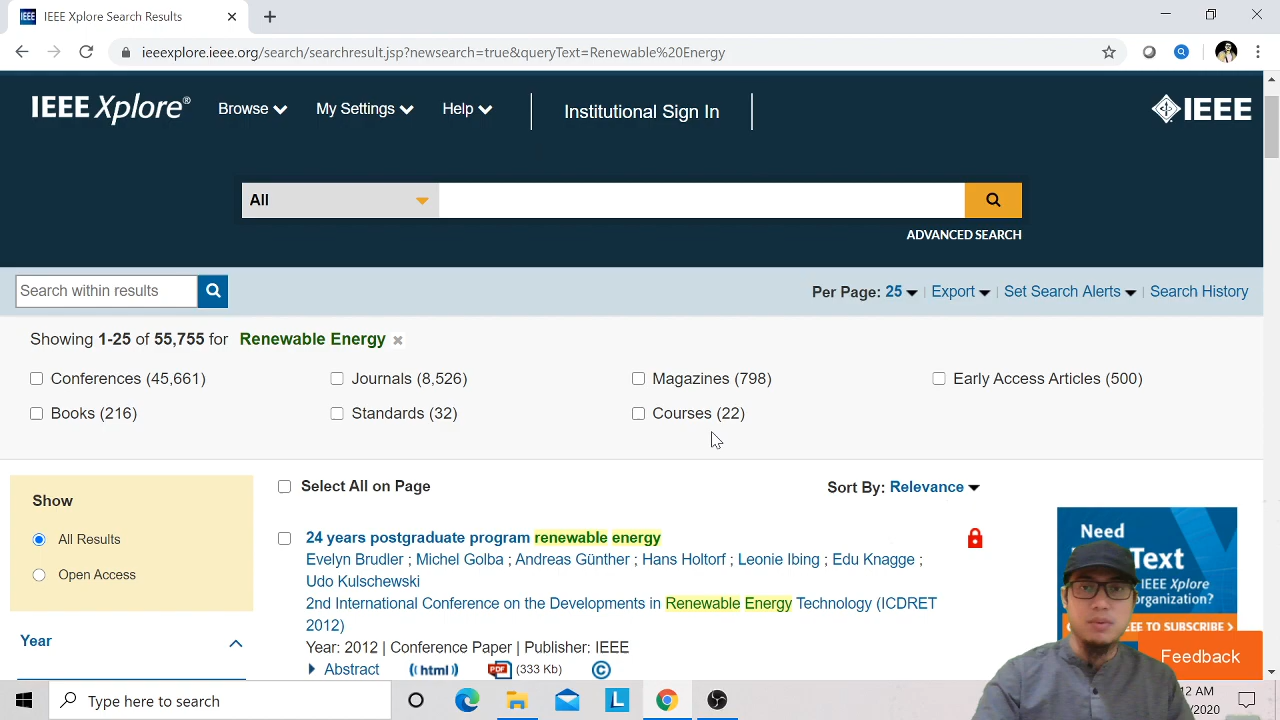 IEEE Xplore Search Results
ieeexplore.ieee.org/search/searchresult.jsp?newsearch=true&queryText=Renewable%20Energy
IEEE Xplore® Browse My Settings Help Institutional Sign In IEEE
All
ADVANCED SEARCH
Search within results Per Page: 25 | Export | Set Search Alerts | Search History
Showing 1-25 of 55,755 for Renewable Energy
Conferences (45,661) Journals (8,526) Magazines (798) Early Access Articles (500)
Books (216) Standards (32) Courses (22)
Show
All Results
Open Access
Year
Select All on Page Sort By: Relevance
24 years postgraduate program renewable energy
Evelyn Brudler ; Michel Golba ; Andreas Günther ; Hans Holtorf ; Leonie Ibing ; Edu Knagge ;
Udo Kulschewski
2nd International Conference on the Developments in Renewable Energy Technology (ICDRET
2012)
Year: 2012 | Conference Paper | Publisher: IEEE
Abstract ((html)) PDF (333 Kb) ©
Need
Text
IEEE Xplore
organization?
TO SUBSCRIBE >
Feedback
Type here to search
AM